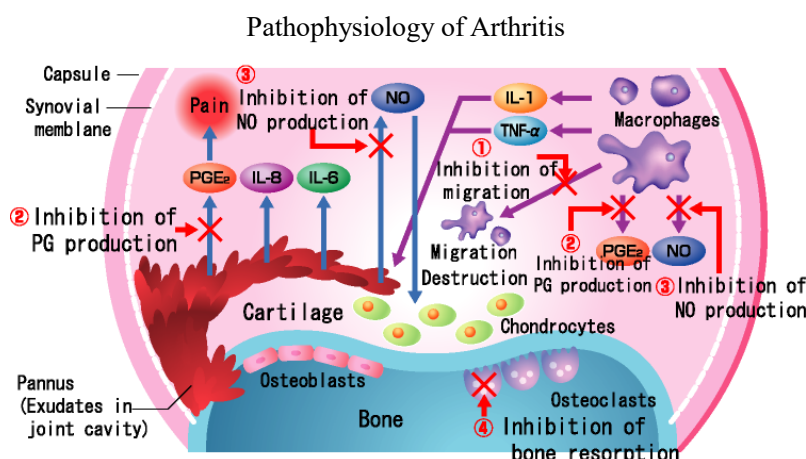 Pathophysiology of Arthritis
Capsule
Synovial
memblane
Pain
③
Inhibition of
NO production
NO
IL-1
TNF-α
Macrophages
①
Inhibition of
migration
PGE₂
IL-8
IL-6
② Inhibition of
PG production
Migration
Destruction
②
Inhibition of
PG production
PGE₂
NO
③ Inhibition of
NO production
Cartilage
Chondrocytes
Pannus
(Exudates in
joint cavity)
Osteoblasts
Bone
Osteoclasts
④ Inhibition of
bone resorption